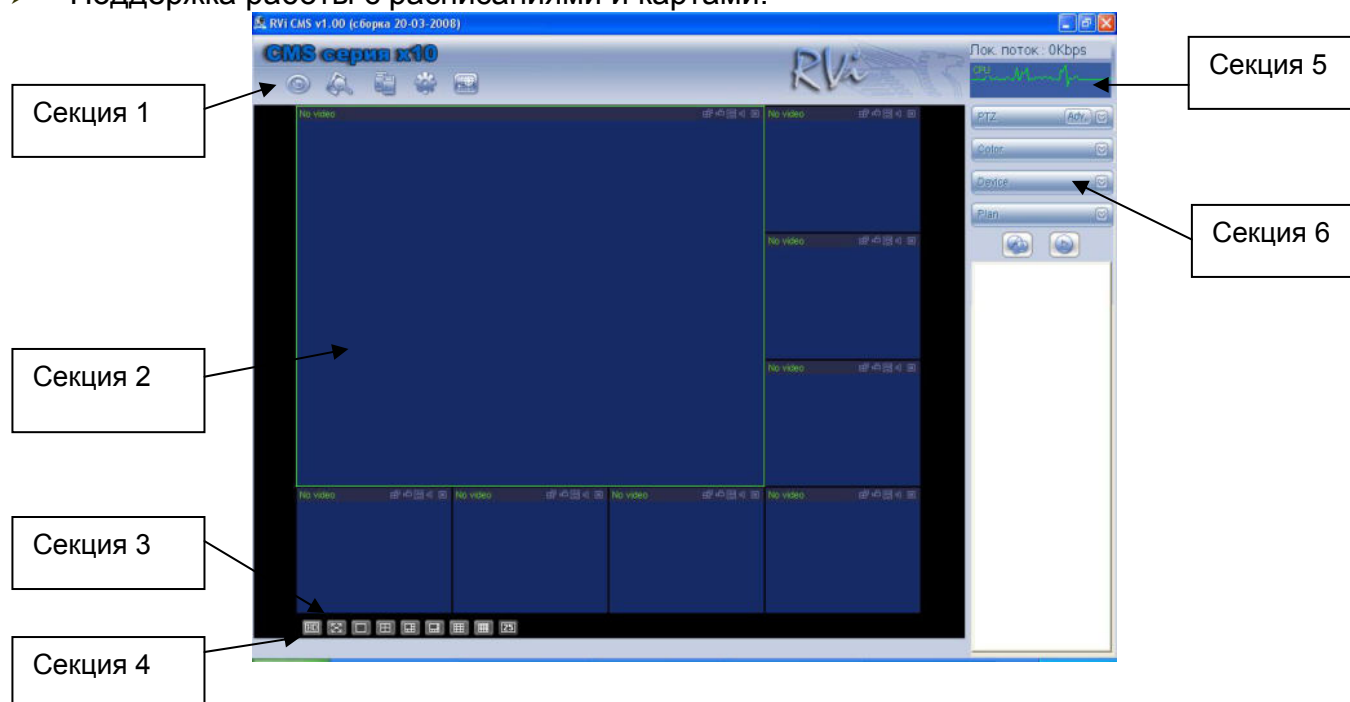 ➢ Поддержка работы с расписаниями и картами.
RVi CMS v1.00 (сборка 20-03-2008)
CMS серия x10
RVi
Лок. поток : 0Kbps
CPU
Секция 5
Секция 1
No video
No video
PTZ
Adv.
Color
Device
Plan
Секция 6
No video
Секция 2
No video
No video
No video
No video
No video
Секция 3
25
Секция 4